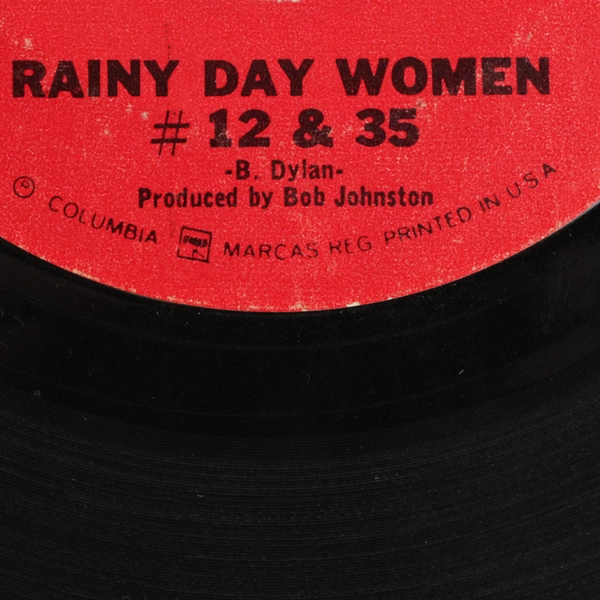 RAINY DAY WOMEN
# 12 & 35
-B. Dylan-
Produced by Bob Johnston
Ⓐ COLUMBIA MARCAS REG PRINTED IN U S A